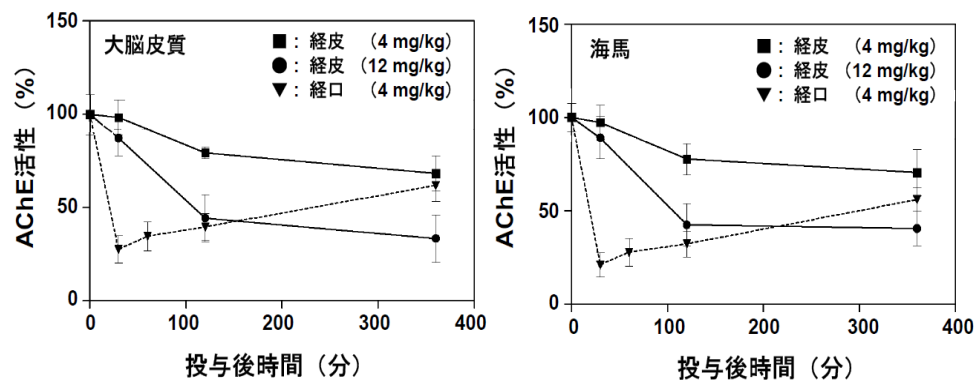 150
100
50
0
AChE活性（%）
大脳皮質
■ : 経皮 （4 mg/kg）
● : 経皮 （12 mg/kg）
▼ : 経口 （4 mg/kg）
0 100 200 300 400
投与後時間（分）
150
100
50
0
AChE活性（%）
海馬
■ : 経皮 （4 mg/kg）
● : 経皮 （12 mg/kg）
▼ : 経口 （4 mg/kg）
0 100 200 300 400
投与後時間（分）